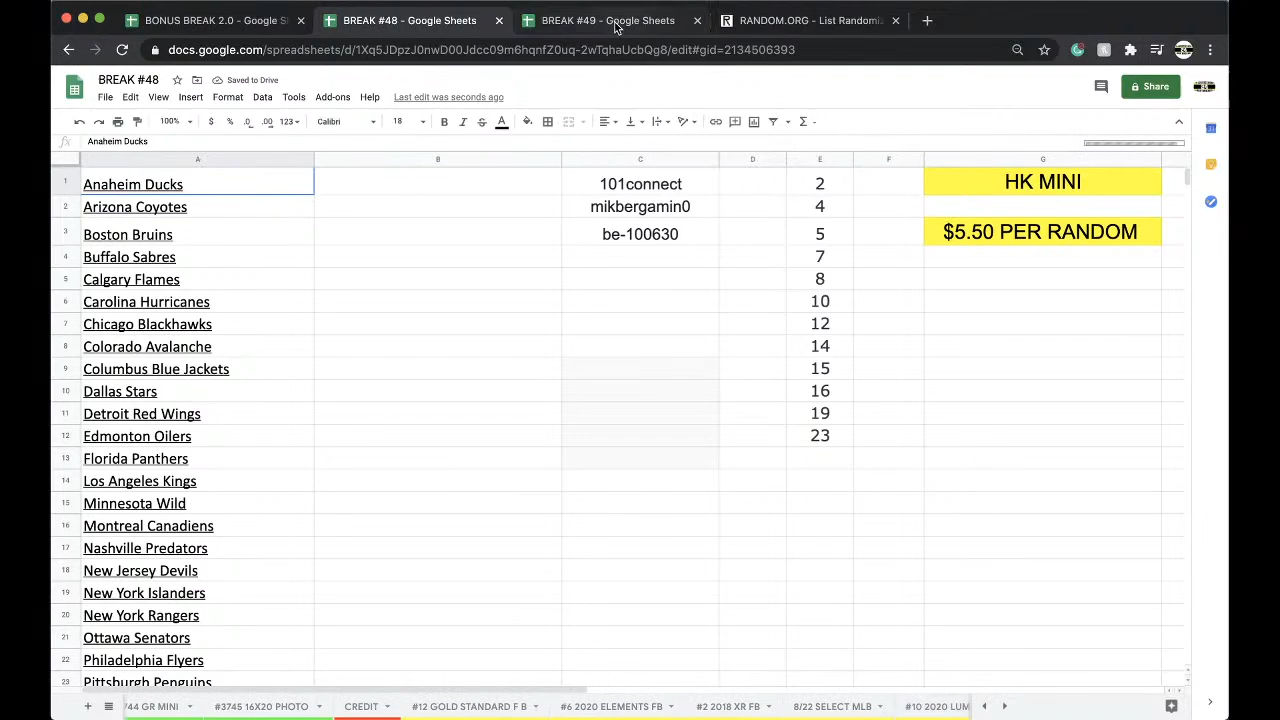 BONUS BREAK 2.0 - Google S
BREAK #48 - Google Sheets
BREAK #49 - Google Sheets
RANDOM.ORG - List Randomi
docs.google.com/spreadsheets/d/1Xq5JDpzJ0nwD00Jdcc09m6hqnfZ0uq-2wTqhaUcbQg8/edit#gid=2134506393
BREAK #48
Saved to Drive
File Edit View Insert Format Data Tools Add-ons Help Last edit was seconds ago
Share
100% $ % .0 .00 123 Calibri 18 B I S A
fx Anaheim Ducks
A B C D E F G
1 Anaheim Ducks 101connect 2 HK MINI
2 Arizona Coyotes mikbergamin0 4
3 Boston Bruins be-100630 5 $5.50 PER RANDOM
4 Buffalo Sabres 7
5 Calgary Flames 8
6 Carolina Hurricanes 10
7 Chicago Blackhawks 12
8 Colorado Avalanche 14
9 Columbus Blue Jackets 15
10 Dallas Stars 16
11 Detroit Red Wings 19
12 Edmonton Oilers 23
13 Florida Panthers
14 Los Angeles Kings
15 Minnesota Wild
16 Montreal Canadiens
17 Nashville Predators
18 New Jersey Devils
19 New York Islanders
20 New York Rangers
21 Ottawa Senators
22 Philadelphia Flyers
23 Pittsburgh Penguins
744 GR MINI #3745 16X20 PHOTO CREDIT #12 GOLD STANDARD F B #6 2020 ELEMENTS FB #2 2018 XR FB 8/22 SELECT MLB #10 2020 LUM